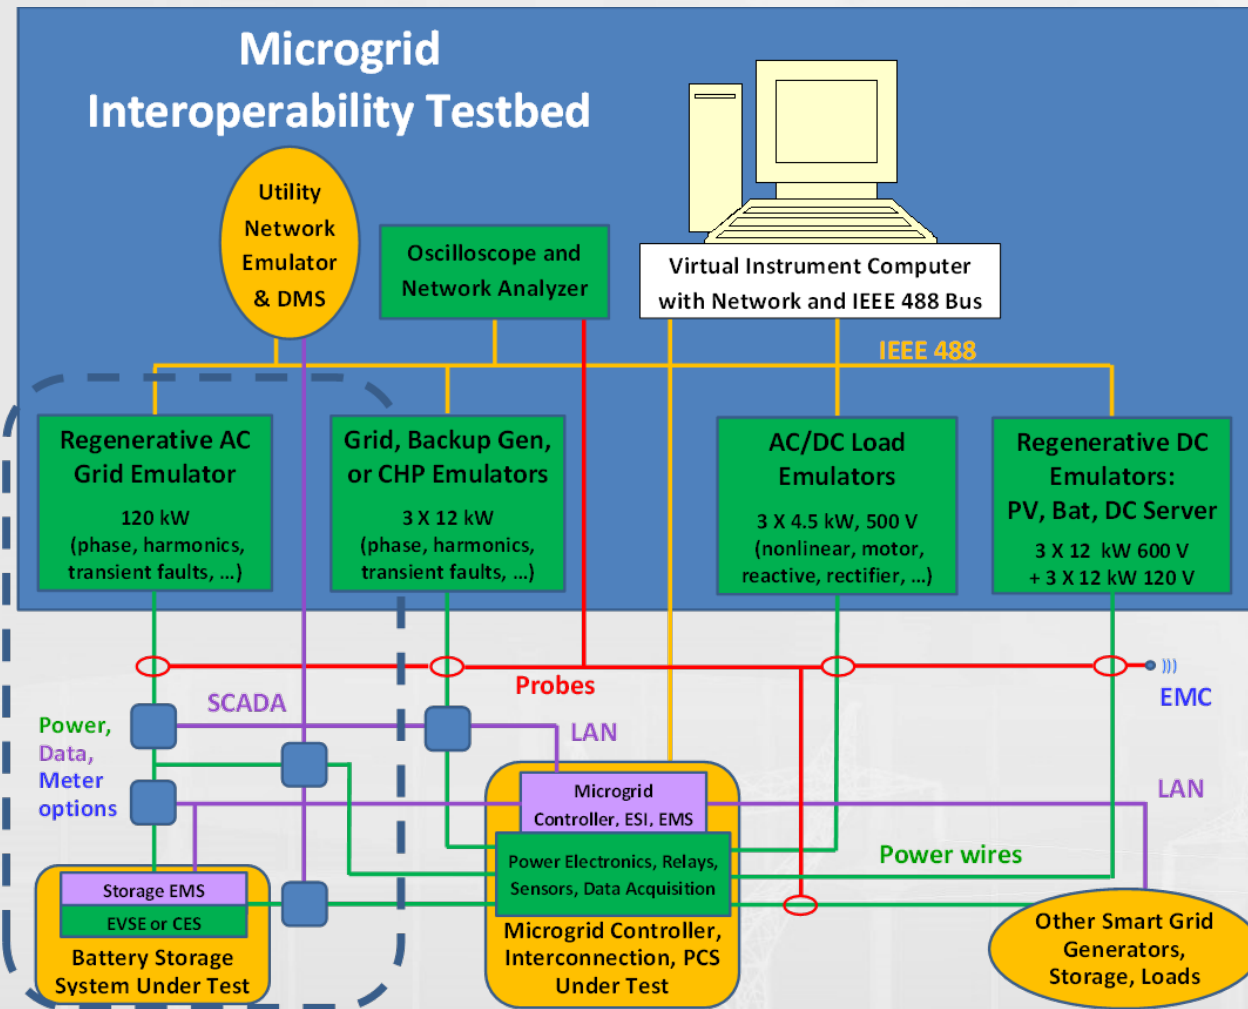 Microgrid
Interoperability Testbed
Utility
Network
Emulator
& DMS
Oscilloscope and
Network Analyzer
Virtual Instrument Computer
with Network and IEEE 488 Bus
IEEE 488
Regenerative AC
Grid Emulator
120 kW
(phase, harmonics,
transient faults, ...)
Grid, Backup Gen,
or CHP Emulators
3 X 12 kW
(phase, harmonics,
transient faults, ...)
AC/DC Load
Emulators
3 X 4.5 kW, 500 V
(nonlinear, motor,
reactive, rectifier, ...)
Regenerative DC
Emulators:
PV, Bat, DC Server
3 X 12 kW 600 V
+ 3 X 12 kW 120 V
Probes
)))
EMC
SCADA
LAN
Power,
Data,
Meter
options
LAN
Microgrid
Controller, ESI, EMS
Power Electronics, Relays,
Sensors, Data Acquisition
Microgrid Controller,
Interconnection, PCS
Under Test
Power wires
Storage EMS
EVSE or CES
Battery Storage
System Under Test
Other Smart Grid
Generators,
Storage, Loads